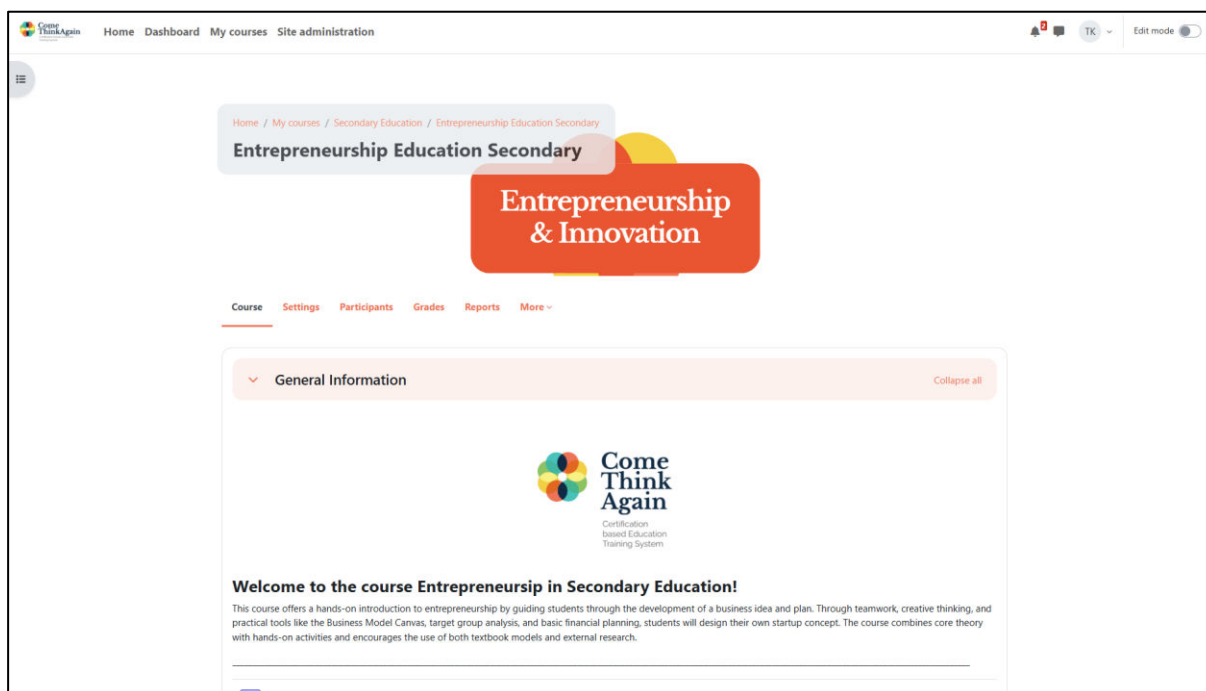 Come
ThinkAgain
Home Dashboard My courses Site administration
2
TK
Edit mode
Home / My courses / Secondary Education / Entrepreneurship Education Secondary
Entrepreneurship Education Secondary
Entrepreneurship
& Innovation
Course Settings Participants Grades Reports More
General Information
Collapse all
Come
Think
Again
Certification
based Education
Training System
Welcome to the course Entrepreneursip in Secondary Education!
This course offers a hands-on introduction to entrepreneurship by guiding students through the development of a business idea and plan. Through teamwork, creative thinking, and
practical tools like the Business Model Canvas, target group analysis, and basic financial planning, students will design their own startup concept. The course combines core theory
with hands-on activities and encourages the use of both textbook models and external research.